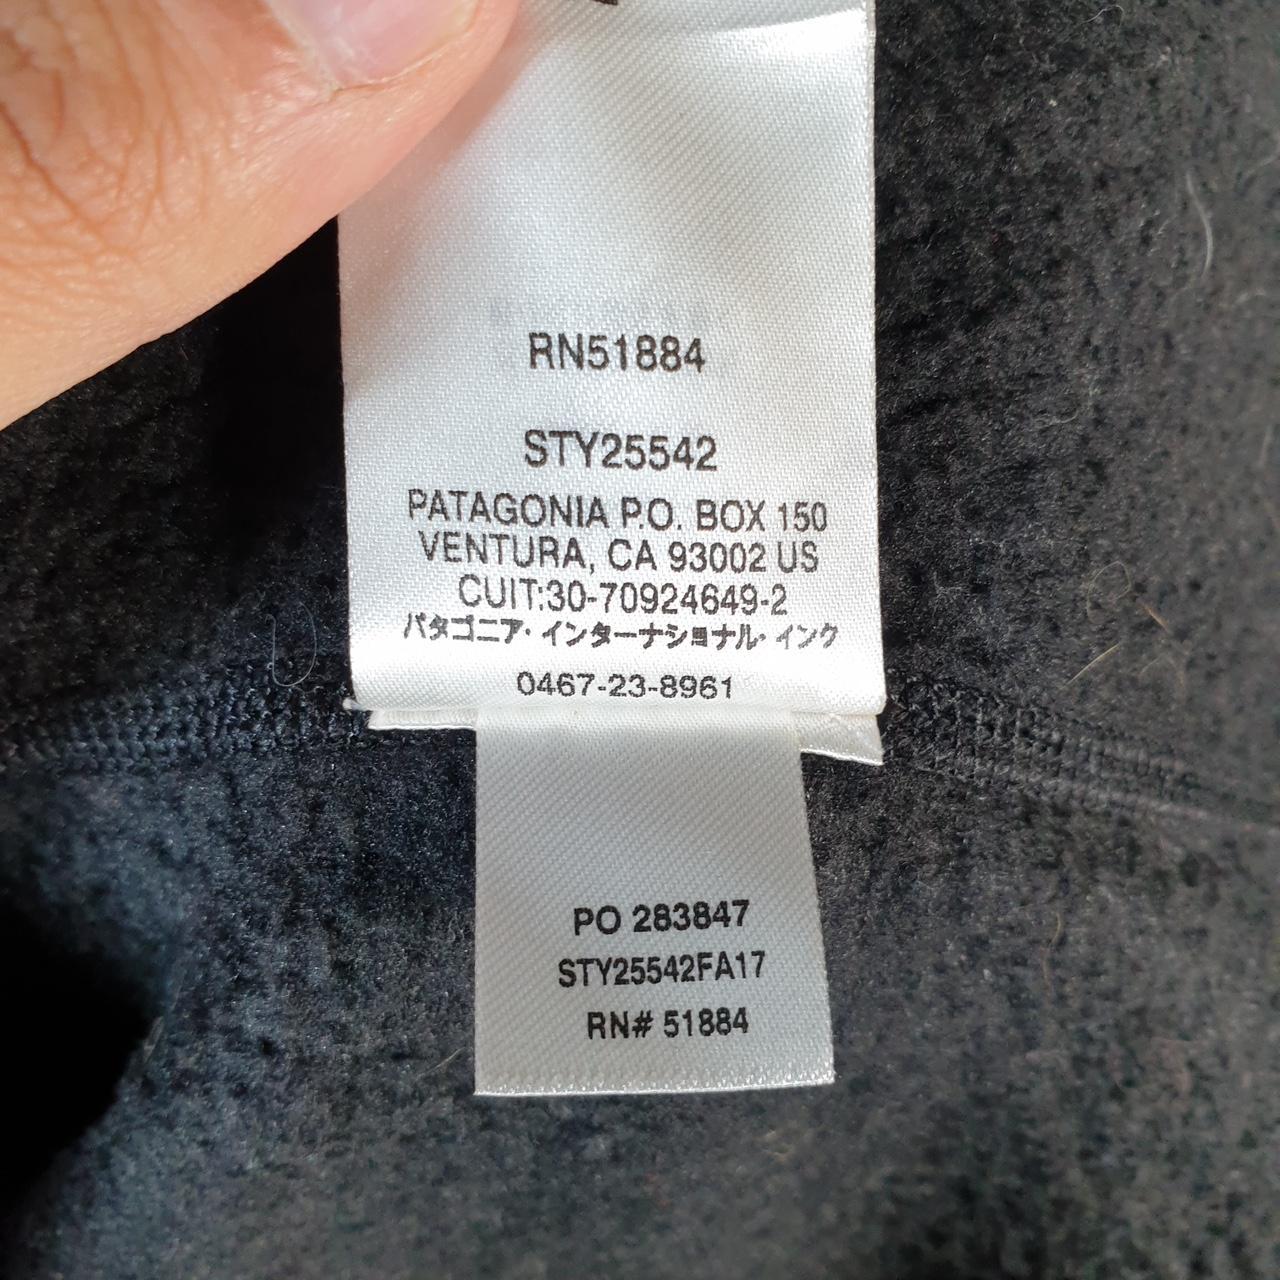 RN51884
STY25542
PATAGONIA P.O. BOX 150
VENTURA, CA 93002 US
CUIT:30-70924649-2
パタゴニア・インターナショナル・インク
0467-23-8961
PO 283847
STY25542FA17
RN# 51884